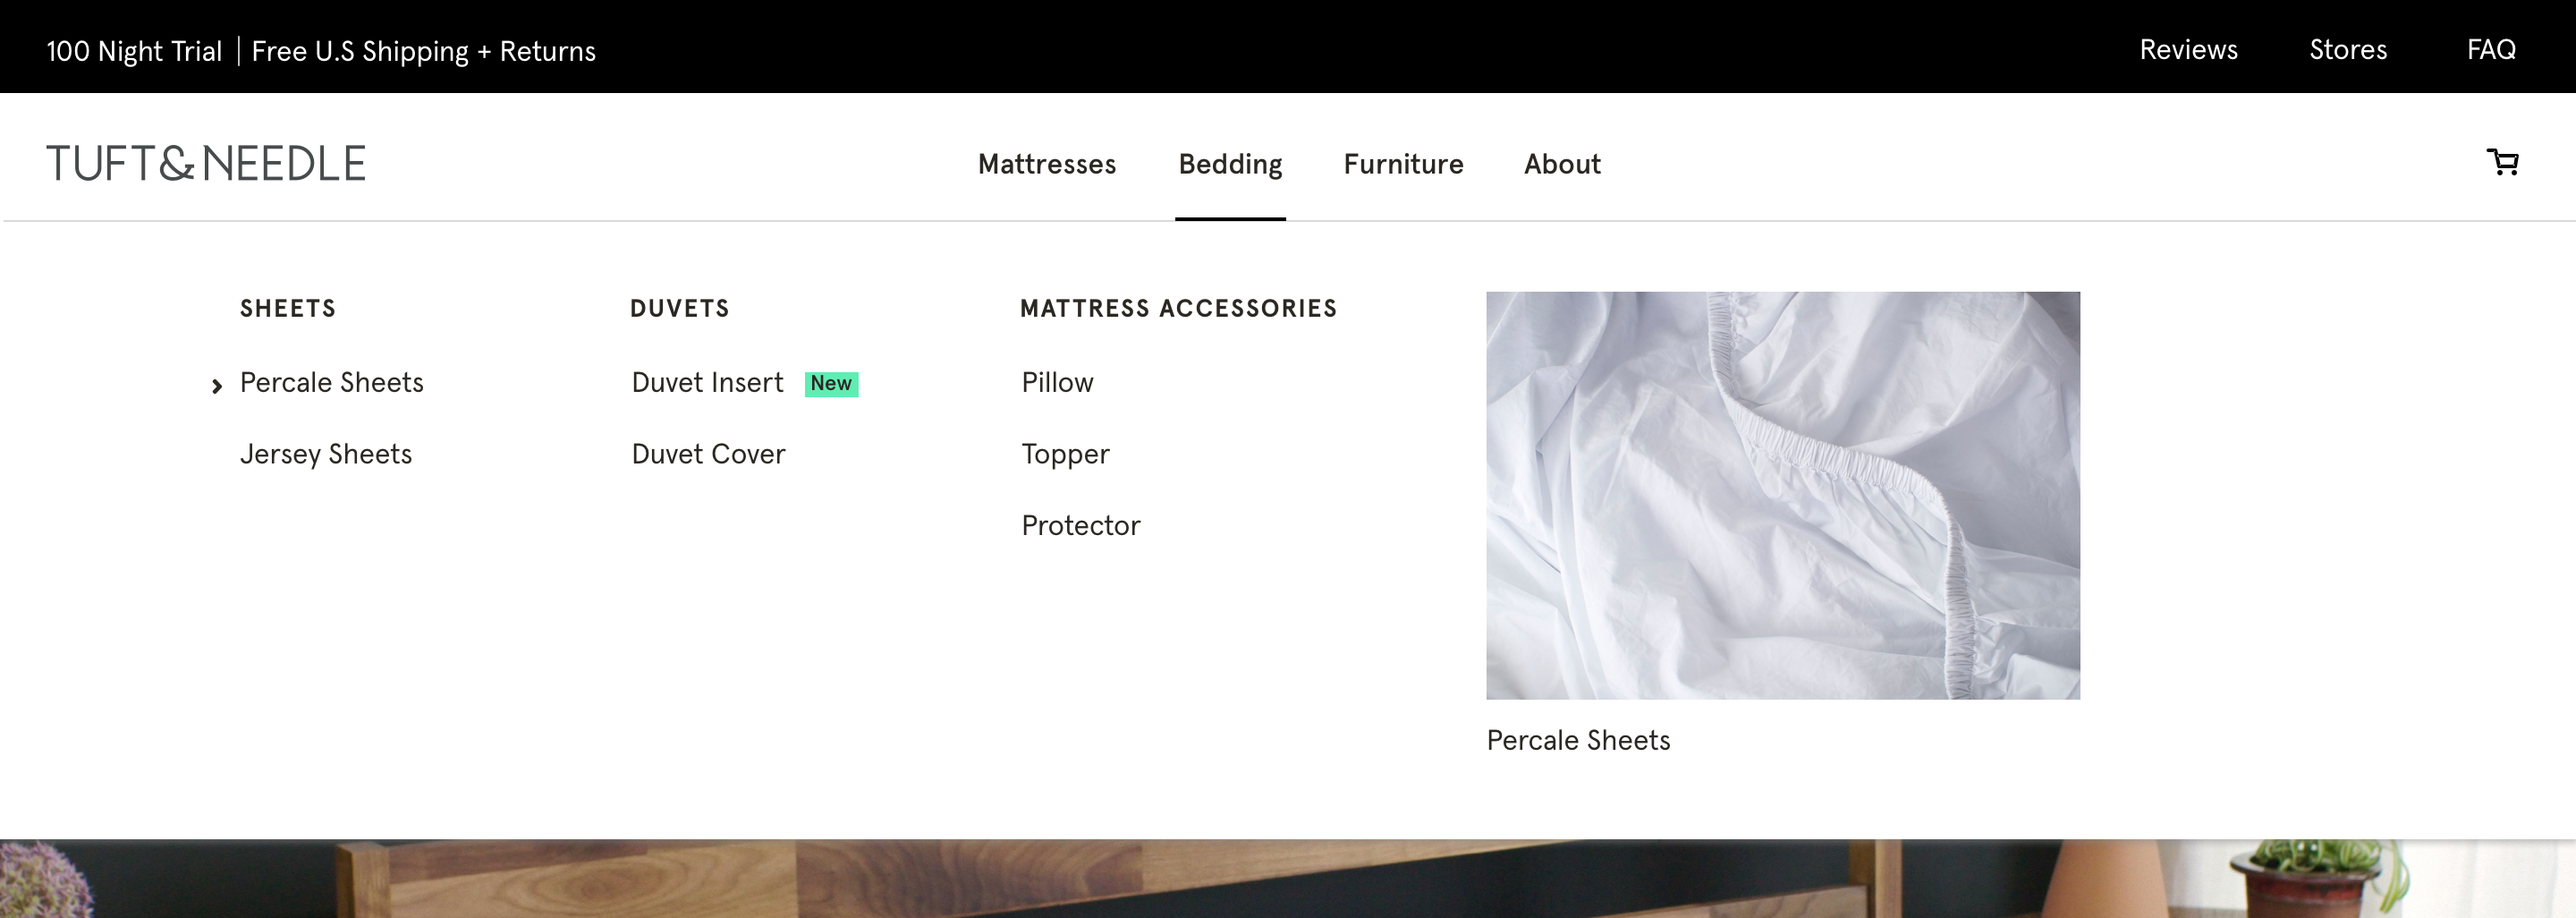 100 Night Trial | Free U.S Shipping + Returns
Reviews
Stores
FAQ
TUFT&NEEDLE
Mattresses
Bedding
Furniture
About
SHEETS
Percale Sheets
Jersey Sheets
DUVETS
Duvet Insert New
Duvet Cover
MATTRESS ACCESSORIES
Pillow
Topper
Protector
Percale Sheets